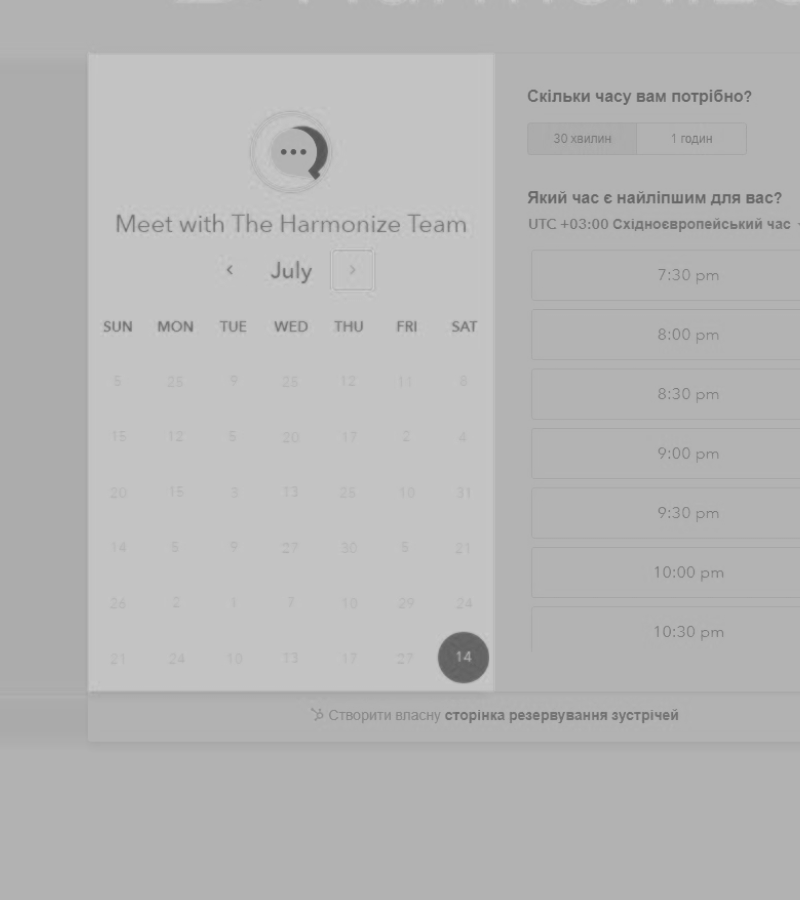 Meet with The Harmonize Team
July
SUN MON TUE WED THU FRI SAT
5 25 9 25 12 11 8
15 12 5 20 17 2 4
20 15 3 13 25 10 31
14 5 9 27 30 5 21
26 2 1 7 10 29 24
21 24 10 13 17 27 14
Скільки часу вам потрібно?
30 хвилин 1 годин
Який час є найліпшим для вас?
UTC +03:00 Східноєвропейський час
7:30 pm
8:00 pm
8:30 pm
9:00 pm
9:30 pm
10:00 pm
10:30 pm
Створити власну сторінка резервування зустрічей